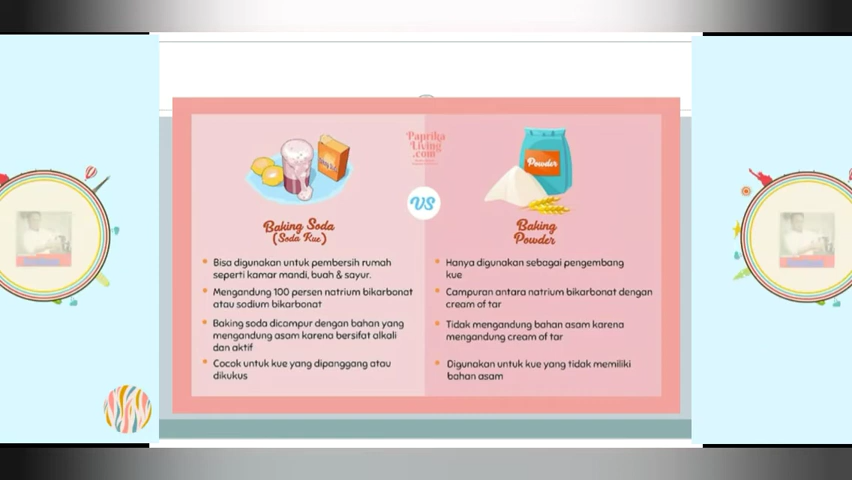 Paprika
Living
.com
Powder
VS
Baking Soda
(Soda Kue)
Bisa digunakan untuk pembersih rumah
seperti kamar mandi, buah & sayur.
Mengandung 100 persen natrium bikarbonat
atau sodium bikarbonat
Baking soda dicampur dengan bahan yang
mengandung asam karena bersifat alkali
dan aktif
Cocok untuk kue yang dipanggang atau
dikukus
Baking
Powder
Hanya digunakan sebagai pengembang
kue
Campuran antara natrium bikarbonat dengan
cream of tar
Tidak mengandung bahan asam karena
mengandung cream of tar
Digunakan untuk kue yang tidak memiliki
bahan asam